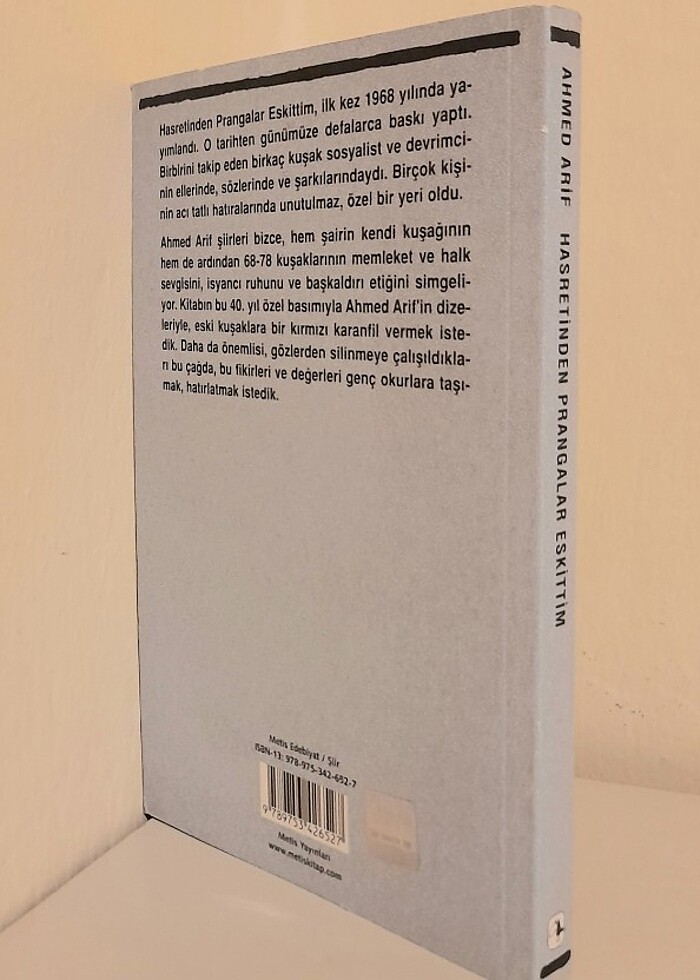 Hasretinden Prangalar Eskittim, ilk kez 1968 yılında ya-
yımlandı. O tarihten günümüze defalarca baskı yaptı.
Birbirini takip eden birkaç kuşak sosyalist ve devrimci-
nin ellerinde, sözlerinde ve şarkılarındaydı. Birçok kişi-
nin acı tatlı hatıralarında unutulmaz, özel bir yeri oldu.
Ahmed Arif şiirleri bizce, hem şairin kendi kuşağının
hem de ardından 68-78 kuşaklarının memleket ve halk
sevgisini, isyancı ruhunu ve başkaldırı etiğini simgeli-
yor. Kitabın bu 40. yıl özel basımıyla Ahmed Arif'in dize-
leriyle, eski kuşaklara bir kırmızı karanfil vermek iste-
dik. Daha da önemlisi, gözlerden silinmeye çalışıldıkla-
rı bu çağda, bu fikirleri ve değerleri genç okurlara taşı-
mak, hatırlatmak istedik.
Metis Edebiyat / Şiir
ISBN-13: 978-975-342-652-7
9 789753 426527
Metis Yayınları
www.metiskitap.com
AHMED ARİF HASRETİNDEN PRANGALAR ESKİTTİM